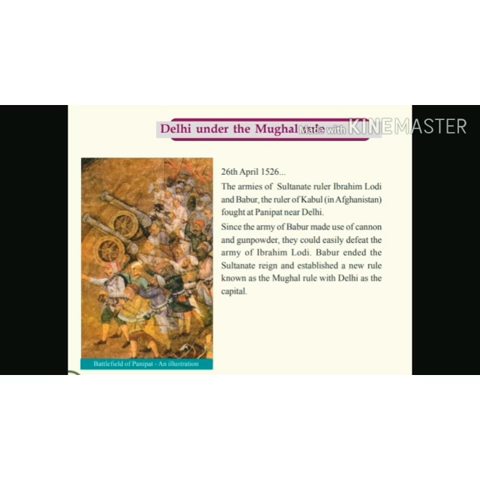 Delhi under the Mughal rule
Made with KINEMASTER
26th April 1526...
The armies of Sultanate ruler Ibrahim Lodi
and Babur, the ruler of Kabul (in Afghanistan)
fought at Panipat near Delhi.
Since the army of Babur made use of cannon
and gunpowder, they could easily defeat the
army of Ibrahim Lodi. Babur ended the
Sultanate reign and established a new rule
known as the Mughal rule with Delhi as the
capital.
Battlefield of Panipat - An illustration